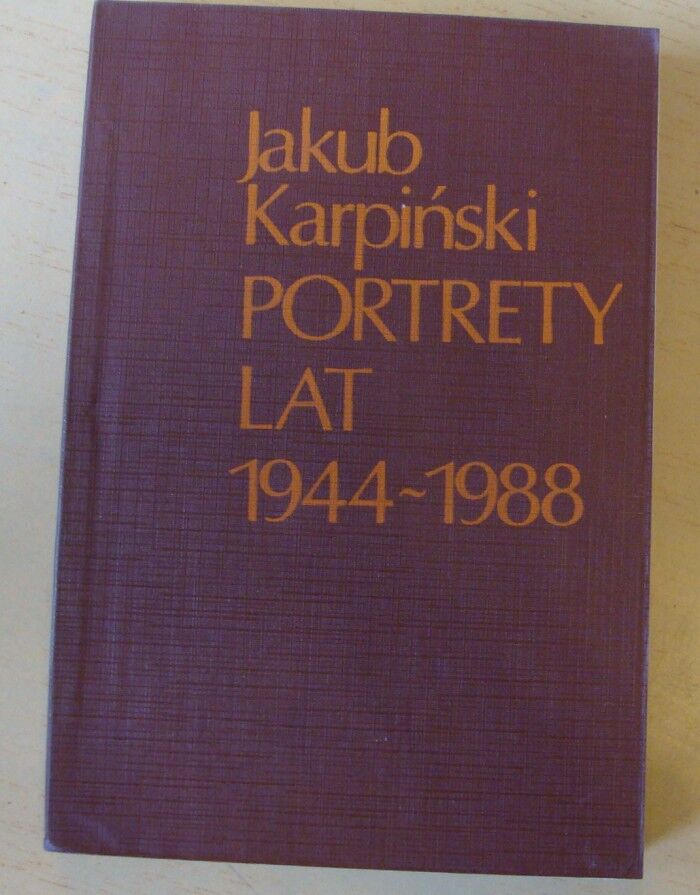 Jakub
Karpiński
PORTRETY
LAT
1944~1988